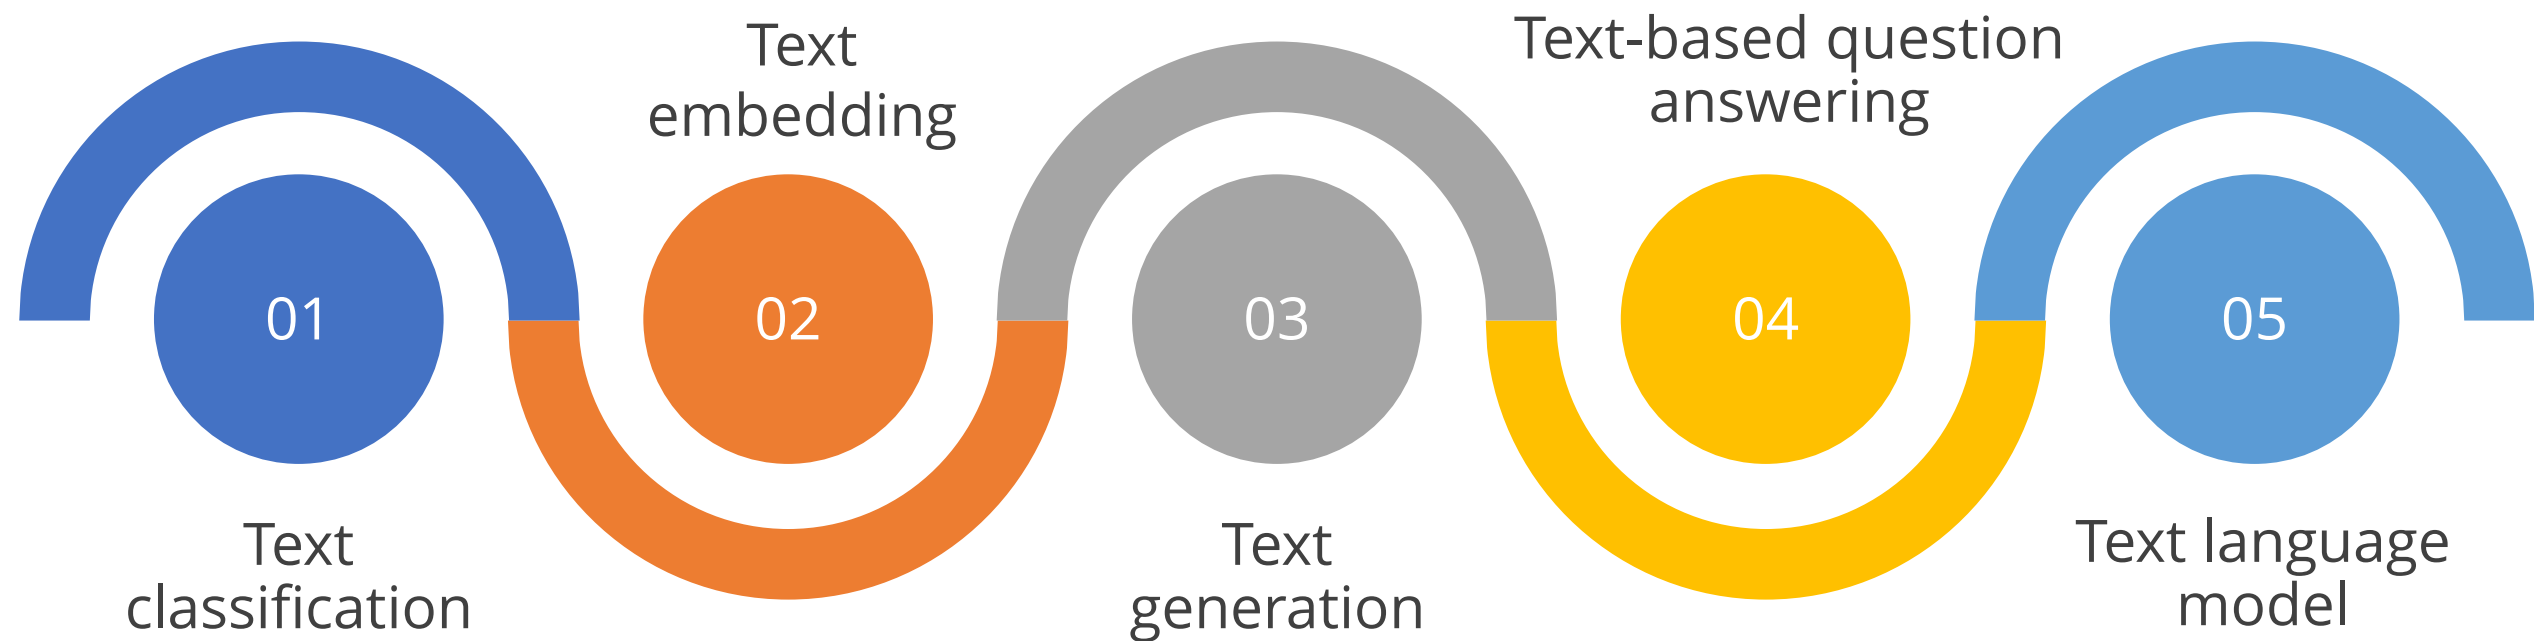 01
Text
classification
Text
embedding
02
03
Text
generation
Text-based question
answering
04
05
Text language
model